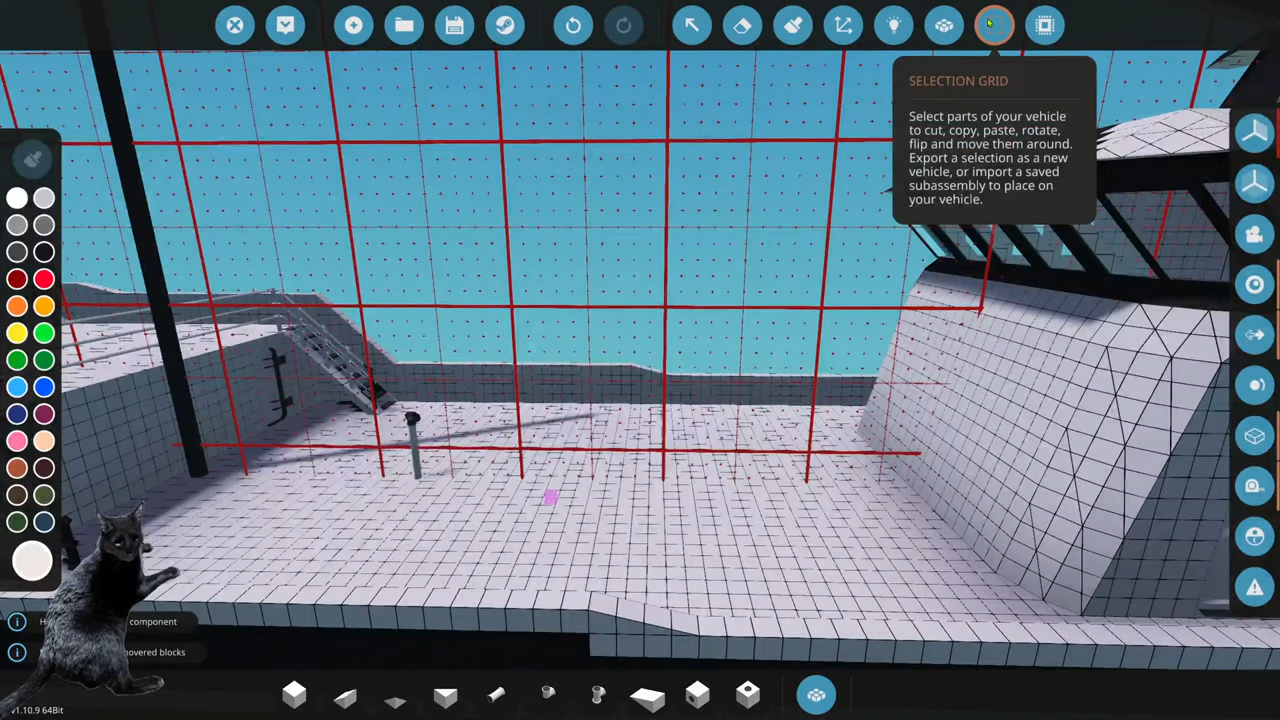 SELECTION GRID
Select parts of your vehicle
to cut, copy, paste, rotate,
flip and move them around.
Export a selection as a new
vehicle, or import a saved
subassembly to place on
your vehicle.
component
blocks
v1.10.9 64Bit